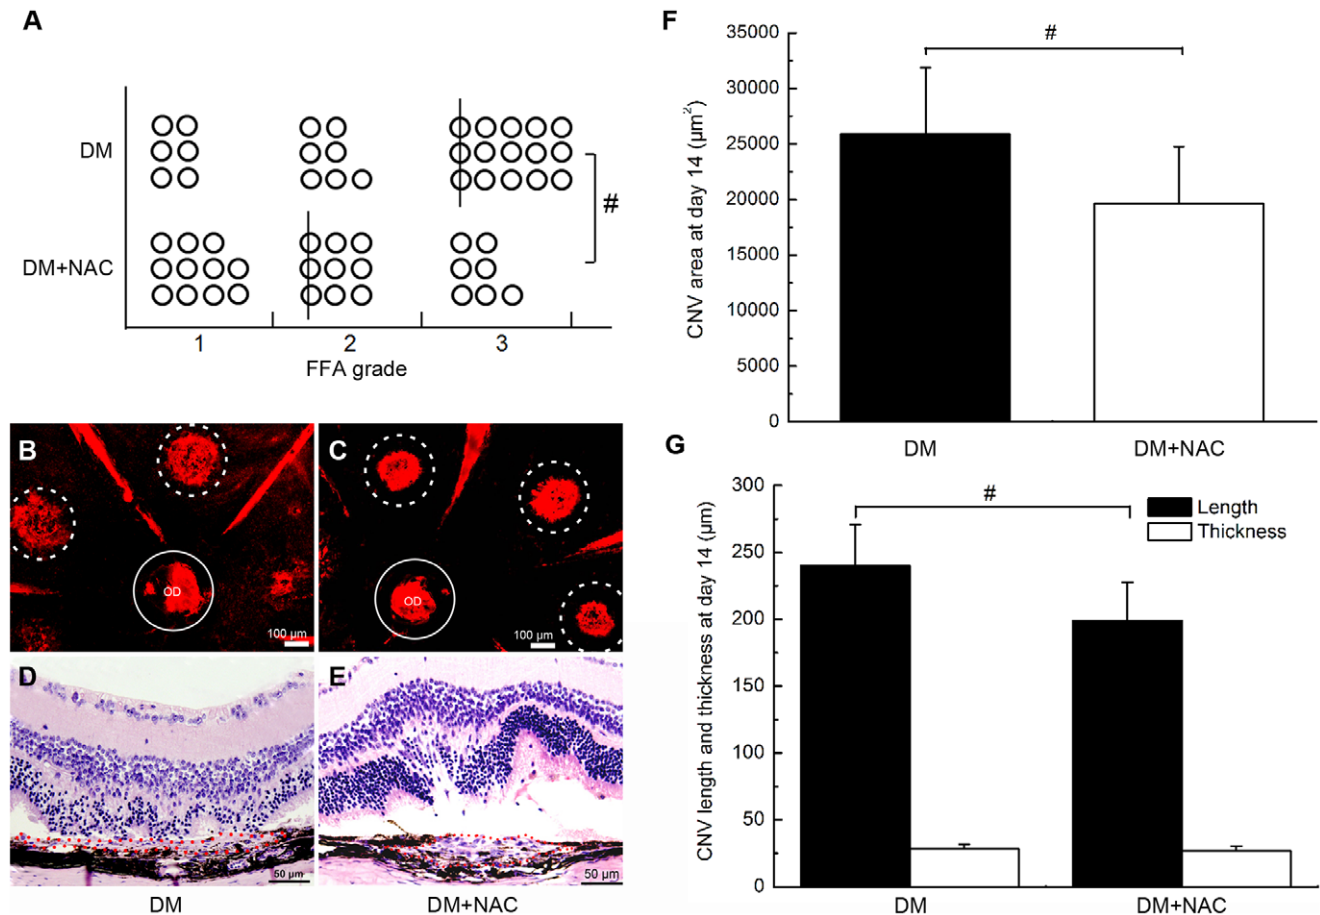 A
DM
DM+NAC
#
1 2 3
FFA grade
B
OD
100 µm
C
OD
100 µm
D
50 µm
E
50 µm
DM
DM+NAC
F
CNV area at day 14 (µm²)
35000
30000
25000
20000
15000
10000
5000
0
#
DM
DM+NAC
G
CNV length and thickness at day 14 (µm)
300
250
200
150
100
50
0
#
Length
Thickness
DM
DM+NAC